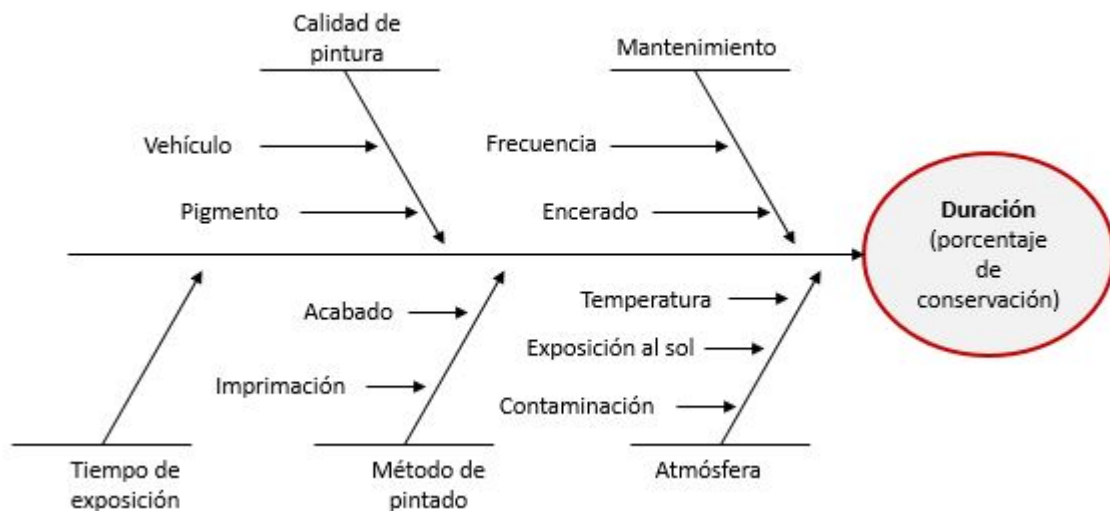 Calidad de
pintura
Mantenimiento
Vehículo
Frecuencia
Pigmento
Encerado
Duración
(porcentaje
de
conservación)
Temperatura
Acabado
Exposición al sol
Imprimación
Contaminación
Tiempo de
exposición
Método de
pintado
Atmósfera